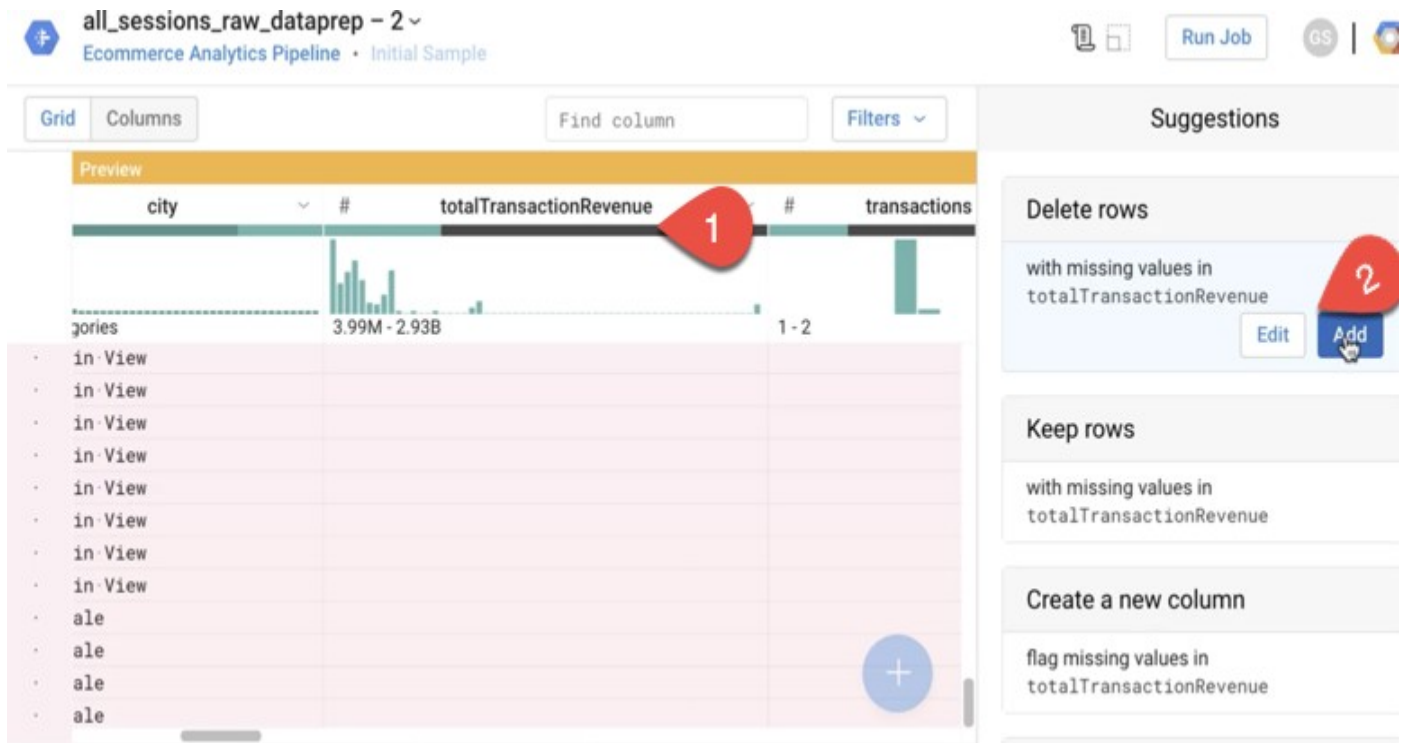 all_sessions_raw_dataprep – 2
Ecommerce Analytics Pipeline • Initial Sample
Run Job
GS
Grid
Columns
Find column
Filters
Suggestions
Preview
city
# totalTransactionRevenue
# transactions
1
gories
3.99M - 2.93B
1 - 2
in·View
in·View
in·View
in·View
in·View
in·View
in·View
in·View
ale
ale
ale
ale
Delete rows
with missing values in
totalTransactionRevenue
2
Edit
Add
Keep rows
with missing values in
totalTransactionRevenue
Create a new column
flag missing values in
totalTransactionRevenue